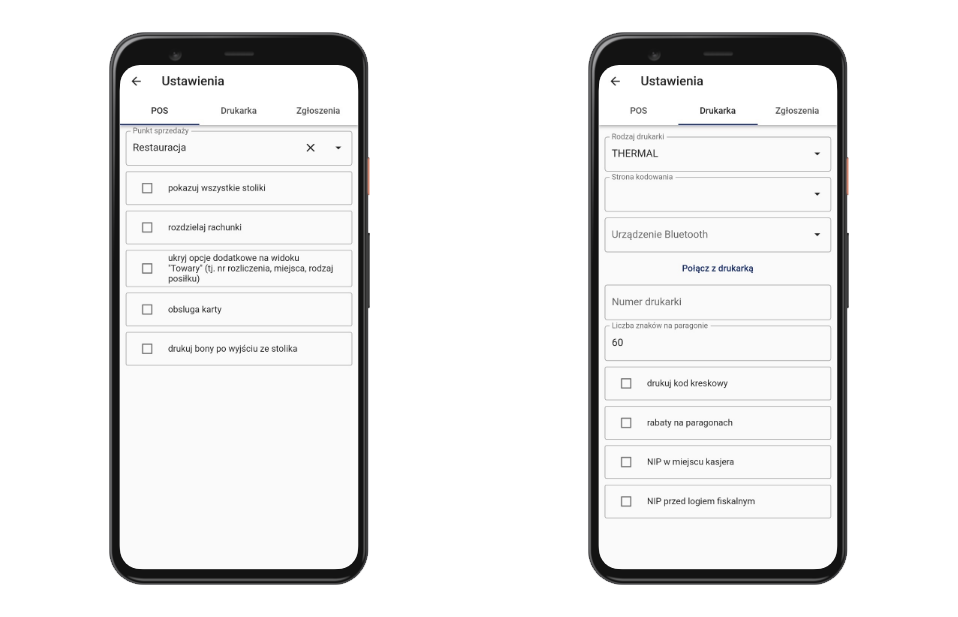 Ustawienia
POS Drukarka Zgłoszenia
Punkt sprzedaży
Restauracja
pokazuj wszystkie stoliki
rozdzielaj rachunki
ukryj opcje dodatkowe na widoku
"Towary" (tj. nr rozliczenia, miejsca, rodzaj
posiłku)
obsluga karty
drukuj bony po wyjściu ze stolika
Ustawienia
POS Drukarka Zgłoszenia
Rodzaj drukarki
THERMAL
Strona kodowania
Urządzenie Bluetooth
Połącz z drukarką
Numer drukarki
Liczba znaków na paragonie
60
drukuj kod kreskowy
rabaty na paragonach
NIP w miejscu kasjera
NIP przed logiem fiskalnym